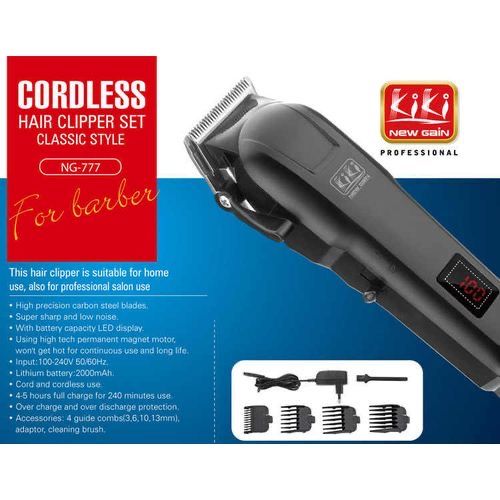 CORDLESS
HAIR CLIPPER SET
CLASSIC STYLE
NG-777
For barber
KiKi
NEW GAIN
PROFESSIONAL
KiKi
NEW GAIN
100
This hair clipper is suitable for home
use, also for professional salon use
• High precision carbon steel blades.
• Super sharp and low noise.
• With battery capacity LED display.
• Using high tech permanent magnet motor,
won't get hot for continuous use and long life.
• Input:100-240V 50/60Hz.
• Lithium battery:2000mAh.
• Cord and cordless use.
• 4-5 hours full charge for 240 minutes use.
• Over charge and over discharge protection.
• Accessories: 4 guide combs(3,6,10,13mm),
adaptor, cleaning brush.